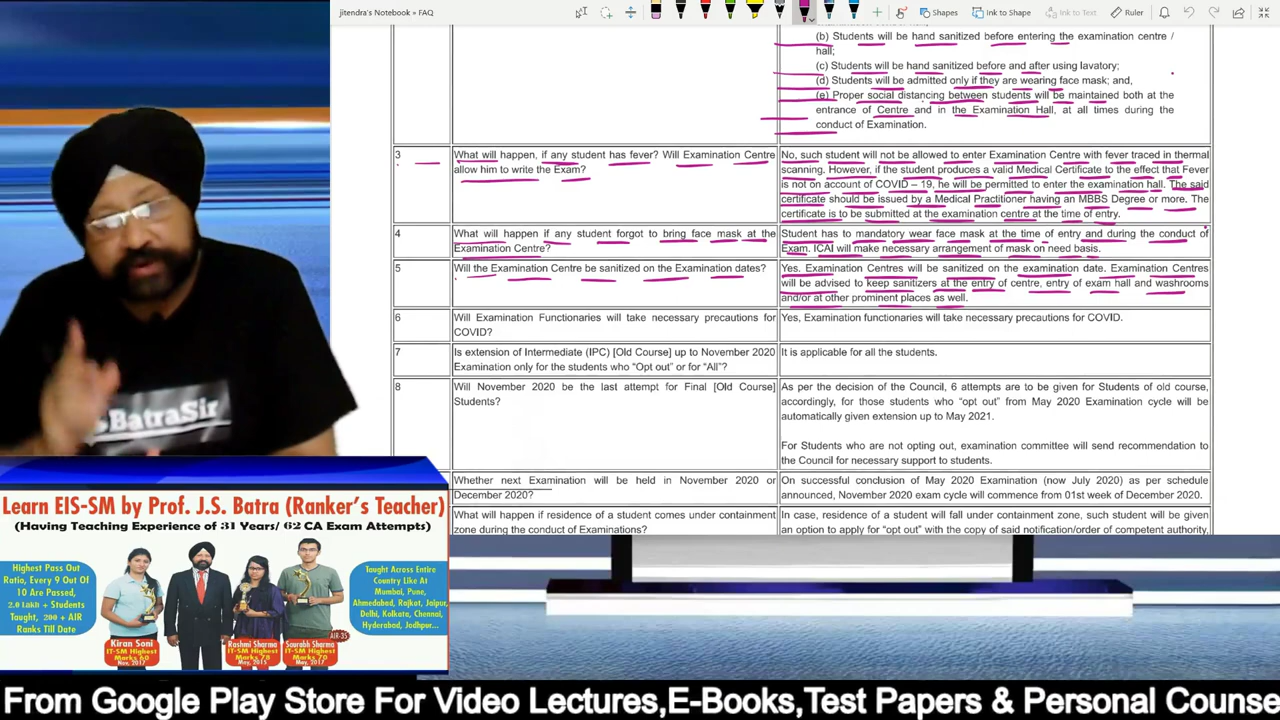 jitendra's Notebook » FAQ
Shapes
Ink to Shape
Ink to Text
Ruler
(b) Students will be hand sanitized before entering the examination centre /
hall;
(c) Students will be hand sanitized before and after using lavatory;
(d) Students will be admitted only if they are wearing face mask; and,
(e) Proper social distancing between students will be maintained both at the
entrance of Centre and in the Examination Hall, at all times during the
conduct of Examination.
3
What will happen, if any student has fever? Will Examination Centre
allow him to write the Exam?
No, such student will not be allowed to enter Examination Centre with fever traced in thermal
scanning. However, if the student produces a valid Medical Certificate to the effect that Fever
is not on account of COVID – 19, he will be permitted to enter the examination hall. The said
certificate should be issued by a Medical Practitioner having an MBBS Degree or more. The
certificate is to be submitted at the examination centre at the time of entry.
4
What will happen if any student forgot to bring face mask at the
Examination Centre?
Student has to mandatory wear face mask at the time of entry and during the conduct of
Exam. ICAI will make necessary arrangement of mask on need basis.
5
Will the Examination Centre be sanitized on the Examination dates?
Yes. Examination Centres will be sanitized on the examination date. Examination Centres
will be advised to keep sanitizers at the entry of centre, entry of exam hall and washrooms
and/or at other prominent places as well.
6
Will Examination Functionaries will take necessary precautions for
COVID?
Yes, Examination functionaries will take necessary precautions for COVID.
7
Is extension of Intermediate (IPC) [Old Course] up to November 2020
Examination only for the students who “Opt out” or for “All”?
It is applicable for all the students.
8
Will November 2020 be the last attempt for Final [Old Course]
Students?
As per the decision of the Council, 6 attempts are to be given for Students of old course,
accordingly, for those students who “opt out” from May 2020 Examination cycle will be
automatically given extension up to May 2021.
For Students who are not opting out, examination committee will send recommendation to
the Council for necessary support to students.
Whether next Examination will be held in November 2020 or
December 2020?
On successful conclusion of May 2020 Examination (now July 2020) as per schedule
announced, November 2020 exam cycle will commence from 01st week of December 2020.
What will happen if residence of a student comes under containment
zone during the conduct of Examinations?
In case, residence of a student will fall under containment zone, such student will be given
an option to apply for “opt out” with the copy of said notification/order of competent authority,
BatraSir
Learn EIS-SM by Prof. J.S. Batra (Ranker's Teacher)
(Having Teaching Experience of 31 Years/ 62 CA Exam Attempts)
Highest Pass Out
Ratio, Every 9 Out Of
10 Are Passed,
2.0 Lakh + Students
Taught, 200 + AIR
Ranks Till Date
Taught Across Entire
Country Like At
Mumbai, Pune,
Ahmedabad, Rajkot, Jaipur,
Delhi, Kolkata, Chennai,
Hyderabad, Jodhpur...
Kiran Soni
IT-SM Highest
Marks 60
Nov, 2017
Rashmi Sharma
IT-SM Highest
Marks 78
May, 2015
AIR-35
Saurabh Sharma
IT-SM Highest
Marks 70
May, 2017
From Google Play Store For Video Lectures,E-Books,Test Papers & Personal Counse